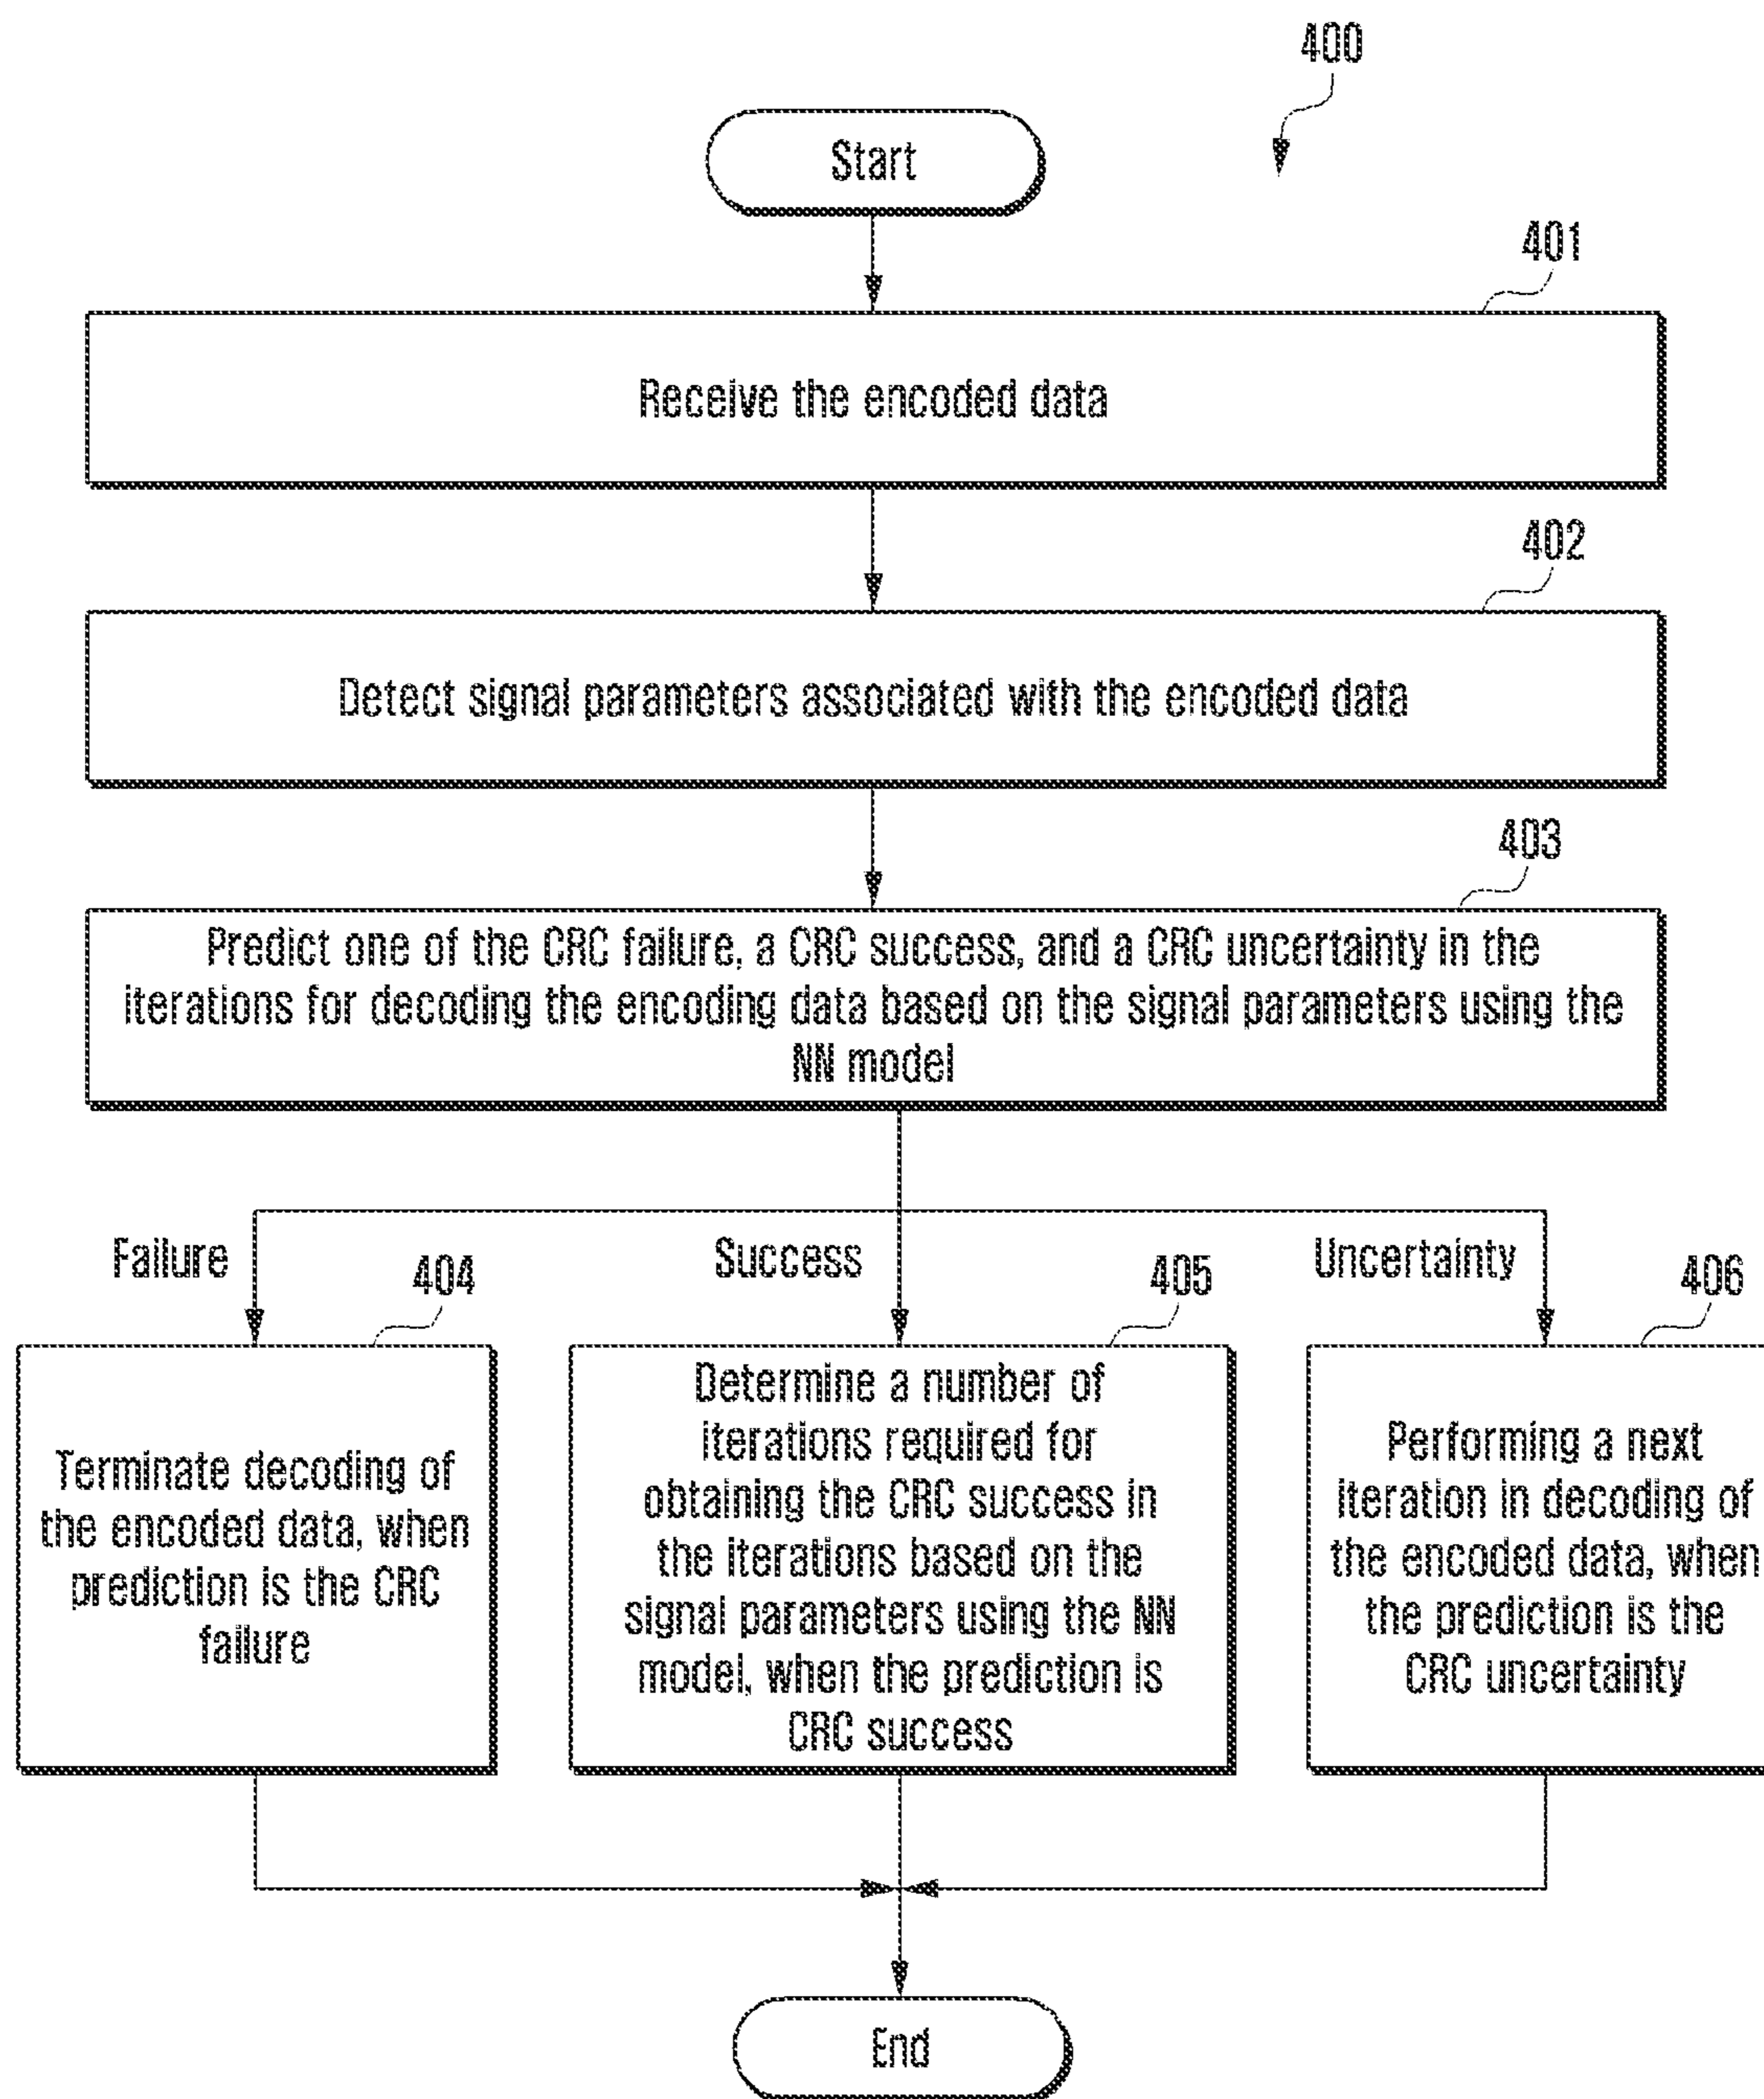 400
Start
401
Receive the encoded data
402
Detect signal parameters associated with the encoded data
403
Predict one of the CRC failure, a CRC success, and a CRC uncertainty in the
iterations for decoding the encoding data based on the signal parameters using the
NN model
Failure
404
Success
405
Uncertainty
406
Terminate decoding of
the encoded data, when
prediction is the CRC
failure
Determine a number of
iterations required for
obtaining the CRC success in
the iterations based on the
signal parameters using the NN
model, when the prediction is
CRC success
Performing a next
iteration in decoding of
the encoded data, when
the prediction is the
CRC uncertainty
End